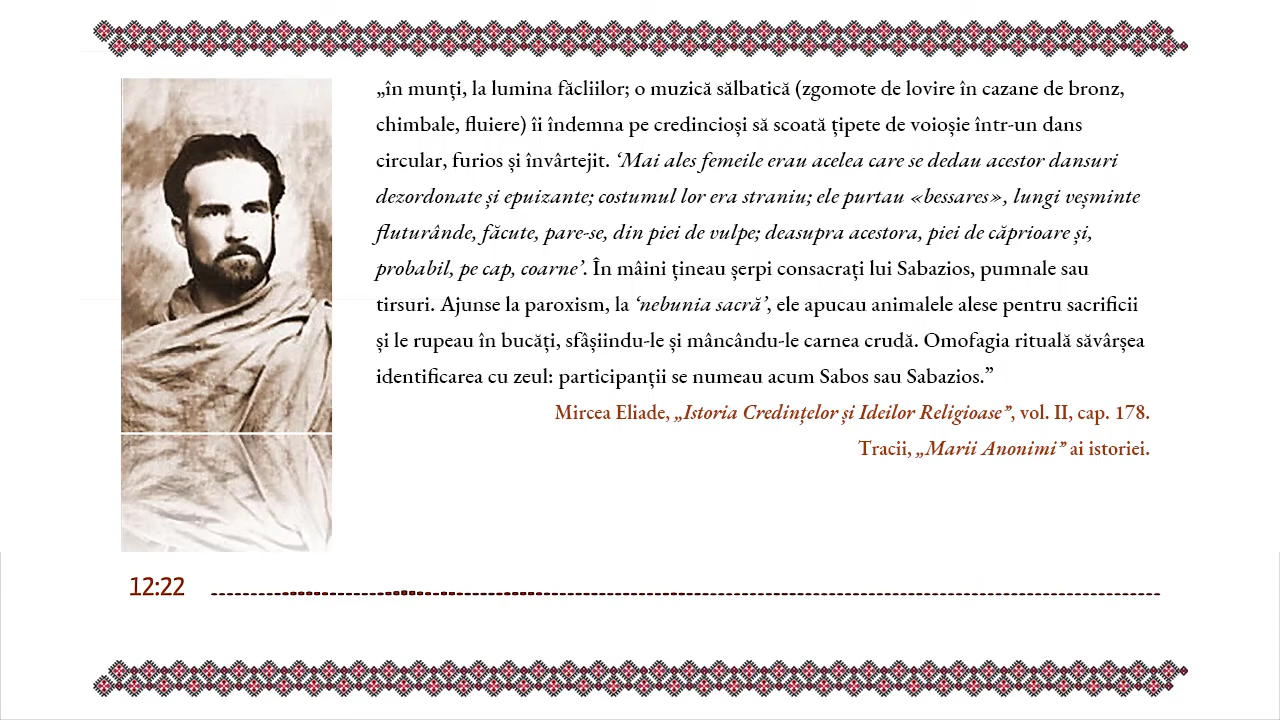 „în munți, la lumina făcliilor; o muzică sălbatică (zgomote de lovire în cazane de bronz,
chimbale, fluiere) îi îndemna pe credincioși să scoată țipete de voioșie într-un dans
circular, furios și învârtejit. ‘Mai ales femeile erau acelea care se dedau acestor dansuri
dezordonate și epuizante; costumul lor era straniu; ele purtau «bessares», lungi veșminte
fluturânde, făcute, pare-se, din piei de vulpe; deasupra acestora, piei de căprioare și,
probabil, pe cap, coarne’. În mâini țineau șerpi consacrați lui Sabazios, pumnale sau
tirsuri. Ajunse la paroxism, la ‘nebunia sacră’, ele apucau animalele alese pentru sacrificii
și le rupeau în bucăți, sfâșiindu-le și mâncându-le carnea crudă. Omofagia rituală săvârșea
identificarea cu zeul: participanții se numeau acum Sabos sau Sabazios.”
Mircea Eliade, „Istoria Credințelor și Ideilor Religioase”, vol. II, cap. 178.
Tracii, „Marii Anonimi” ai istoriei.
12:22